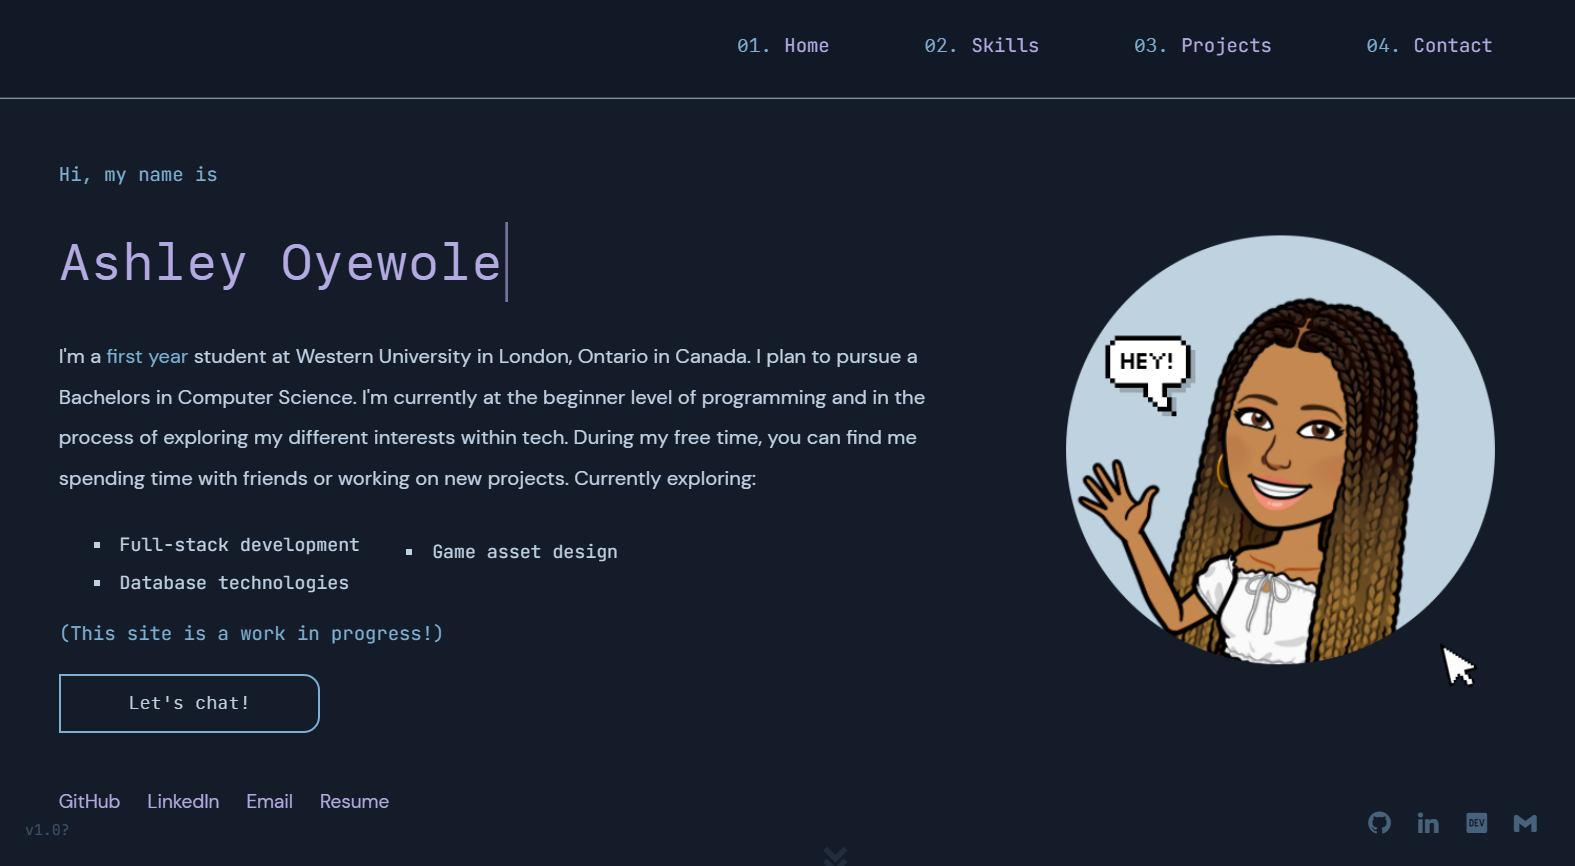 01. Home 02. Skills 03. Projects 04. Contact
Hi, my name is
Ashley Oyewole
I'm a first year student at Western University in London, Ontario in Canada. I plan to pursue a
Bachelors in Computer Science. I'm currently at the beginner level of programming and in the
process of exploring my different interests within tech. During my free time, you can find me
spending time with friends or working on new projects. Currently exploring:
Full-stack development
Database technologies
Game asset design
(This site is a work in progress!)
Let's chat!
GitHub LinkedIn Email Resume
v1.0?
HEY!
in
DEV